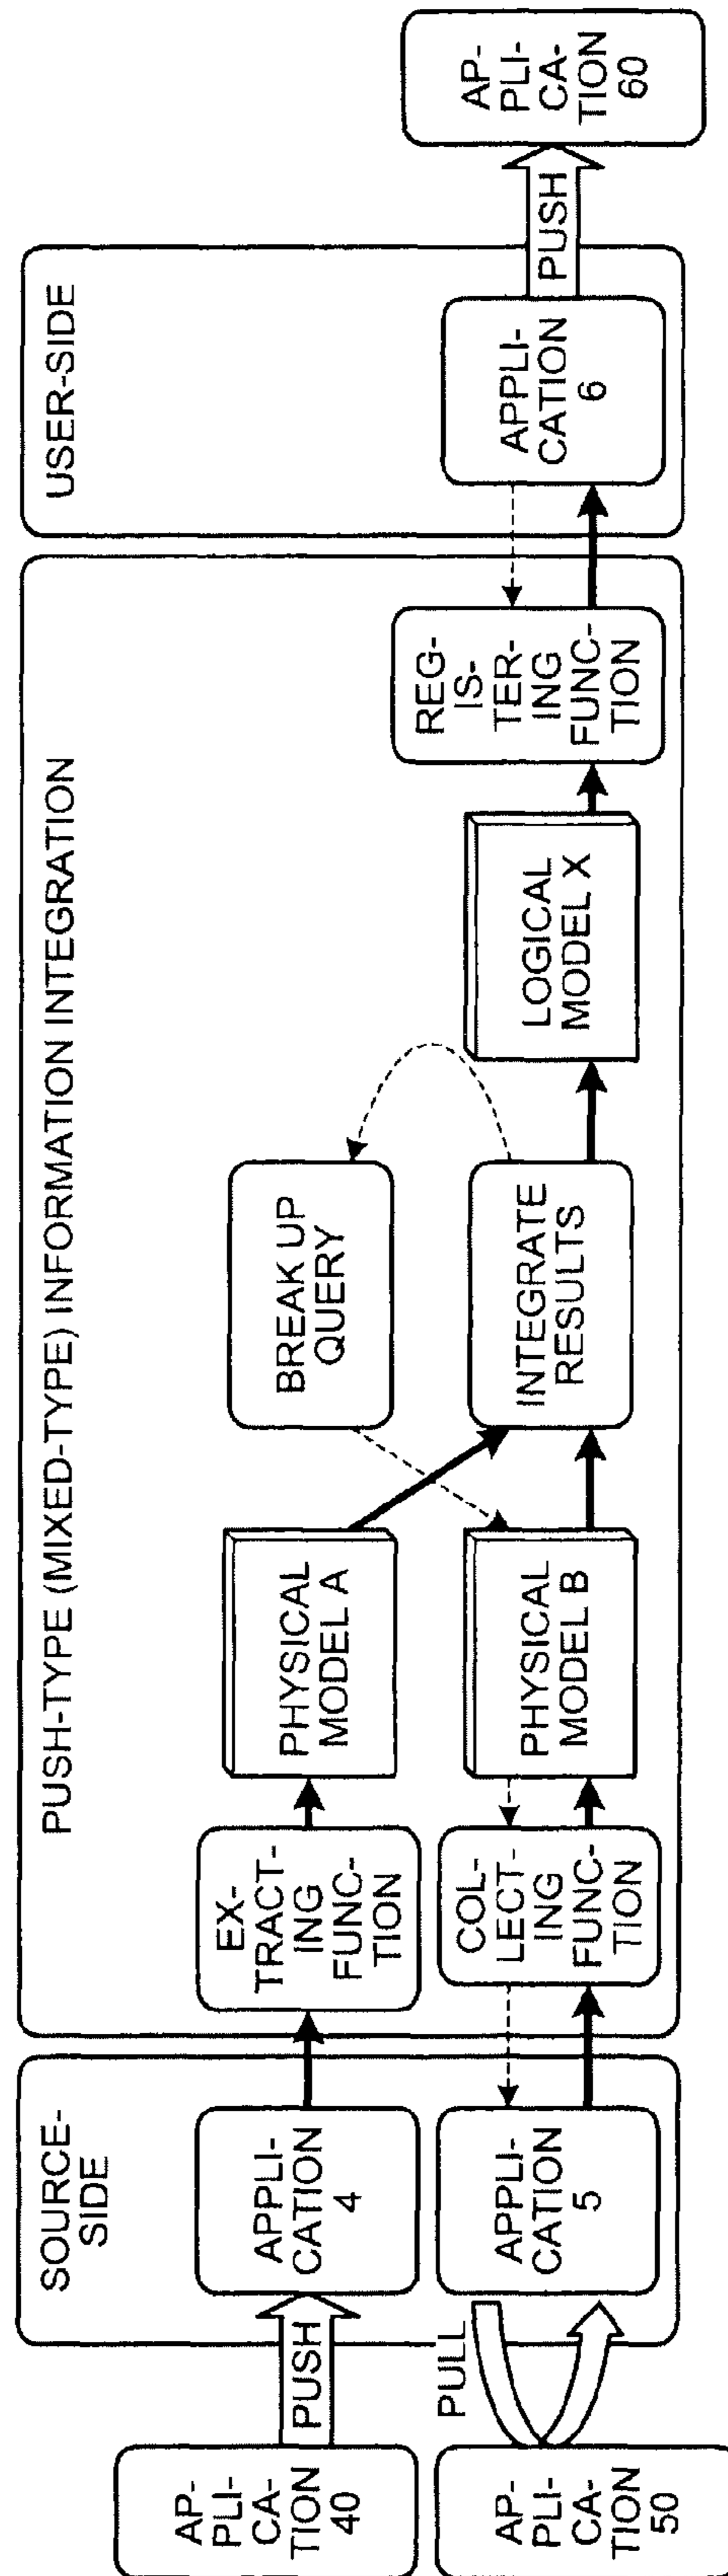 AP-
PLI-
CA-
TION
40
PUSH
AP-
PLI-
CA-
TION
50
PULL
SOURCE-
SIDE
APPLI-
CATION
4
APPLI-
CATION
5
PUSH-TYPE (MIXED-TYPE) INFORMATION INTEGRATION
EX-
TRACT-
ING
FUNC-
TION
COL-
LECT-
ING
FUNC-
TION
PHYSICAL
MODEL A
PHYSICAL
MODEL B
BREAK UP
QUERY
INTEGRATE
RESULTS
LOGICAL
MODEL X
REG-
IS-
TER-
ING
FUNC-
TION
USER-SIDE
APPLI-
CATION
6
PUSH
AP-
PLI-
CA-
TION
60